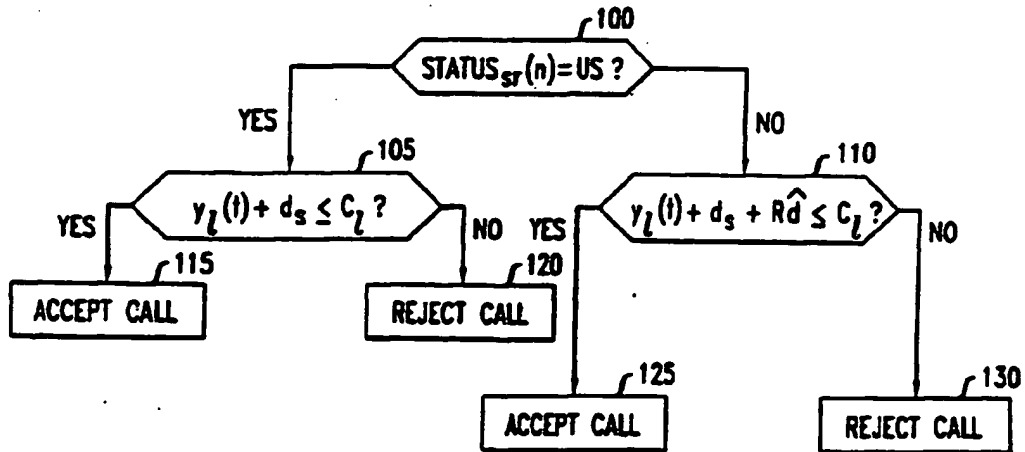 100
STATUS_sr(n)=US ?
YES
NO
105
y_l(t) + d_s ≤ C_l ?
110
y_l(t) + d_s + Rd̂ ≤ C_l ?
YES
NO
YES
NO
115
ACCEPT CALL
120
REJECT CALL
125
ACCEPT CALL
130
REJECT CALL